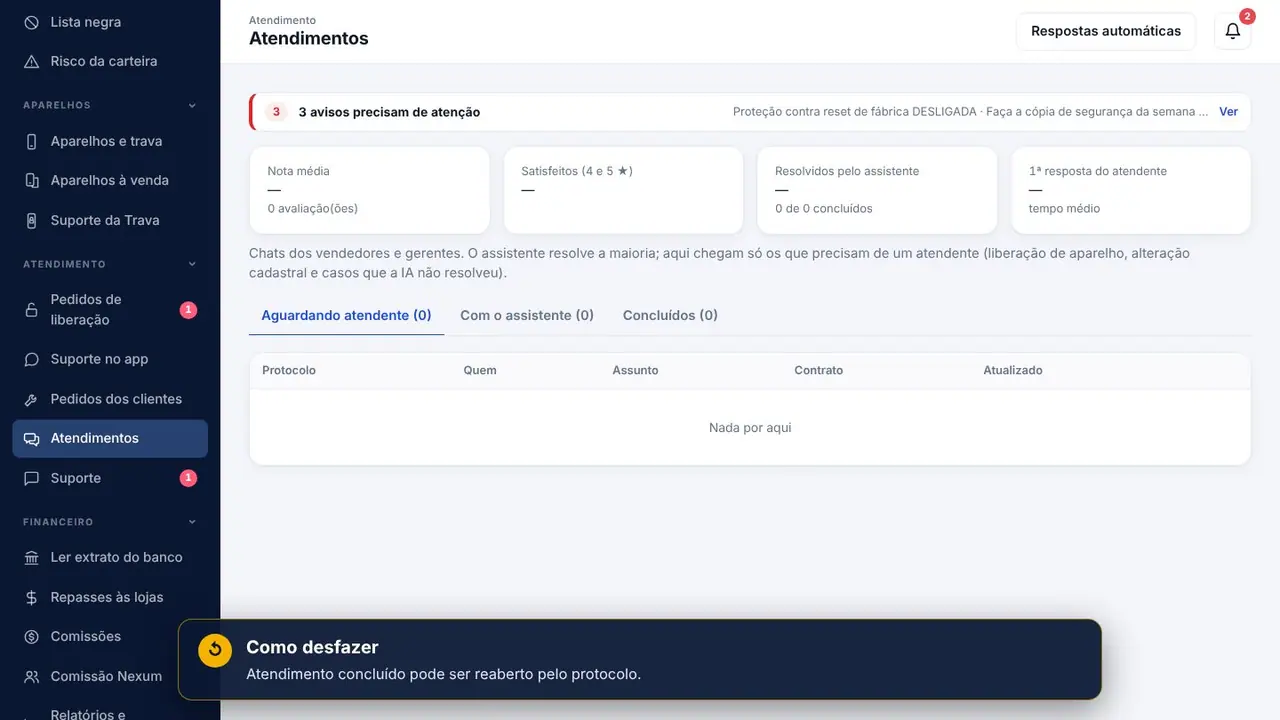 Lista negra
Risco da carteira
APARELHOS
Aparelhos e trava
Aparelhos à venda
Suporte da Trava
ATENDIMENTO
Pedidos de
liberação
1
Suporte no app
Pedidos dos clientes
Atendimentos
Suporte
1
FINANCEIRO
Ler extrato do banco
Repasses às lojas
Comissões
Comissão Nexum
Relatórios e
Atendimento
Atendimentos
Respostas automáticas
2
3
3 avisos precisam de atenção
Proteção contra reset de fábrica DESLIGADA · Faça a cópia de segurança da semana ...
Ver
Nota média
—
0 avaliação(ões)
Satisfeitos (4 e 5 ★)
—
Resolvidos pelo assistente
—
0 de 0 concluídos
1ª resposta do atendente
—
tempo médio
Chats dos vendedores e gerentes. O assistente resolve a maioria; aqui chegam só os que precisam de um atendente (liberação de aparelho, alteração
cadastral e casos que a IA não resolveu).
Aguardando atendente (0)
Com o assistente (0)
Concluídos (0)
Protocolo
Quem
Assunto
Contrato
Atualizado
Nada por aqui
Como desfazer
Atendimento concluído pode ser reaberto pelo protocolo.